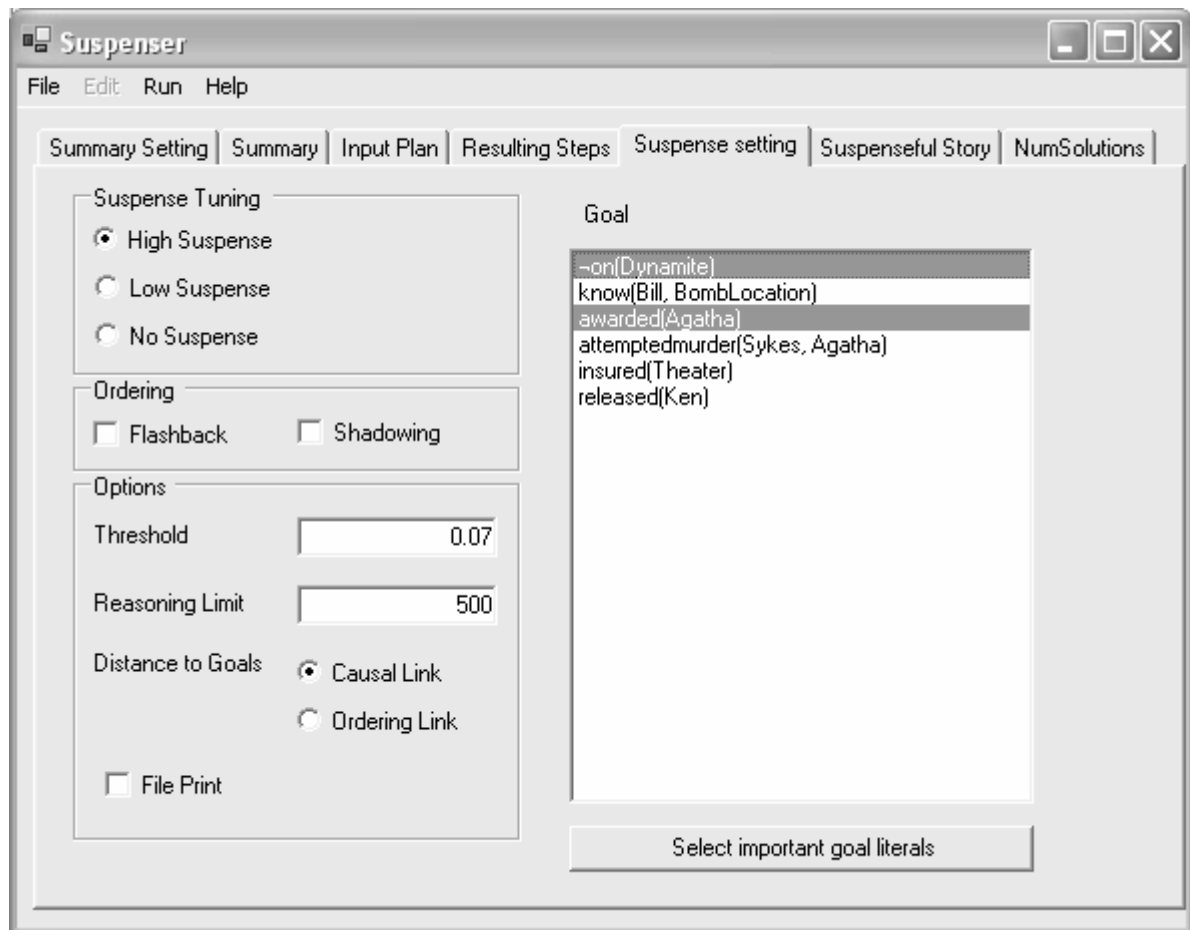 Suspenser
File Edit Run Help
Summary Setting Summary Input Plan Resulting Steps Suspense setting Suspenseful Story NumSolutions
Suspense Tuning
High Suspense
Low Suspense
No Suspense
Ordering
Flashback Shadowing
Options
Threshold 0.07
Reasoning Limit 500
Distance to Goals Causal Link
Ordering Link
File Print
Goal
¬on(Dynamite)
know(Bill, BombLocation)
awarded(Agatha)
attemptedmurder(Sykes, Agatha)
insured(Theater)
released(Ken)
Select important goal literals